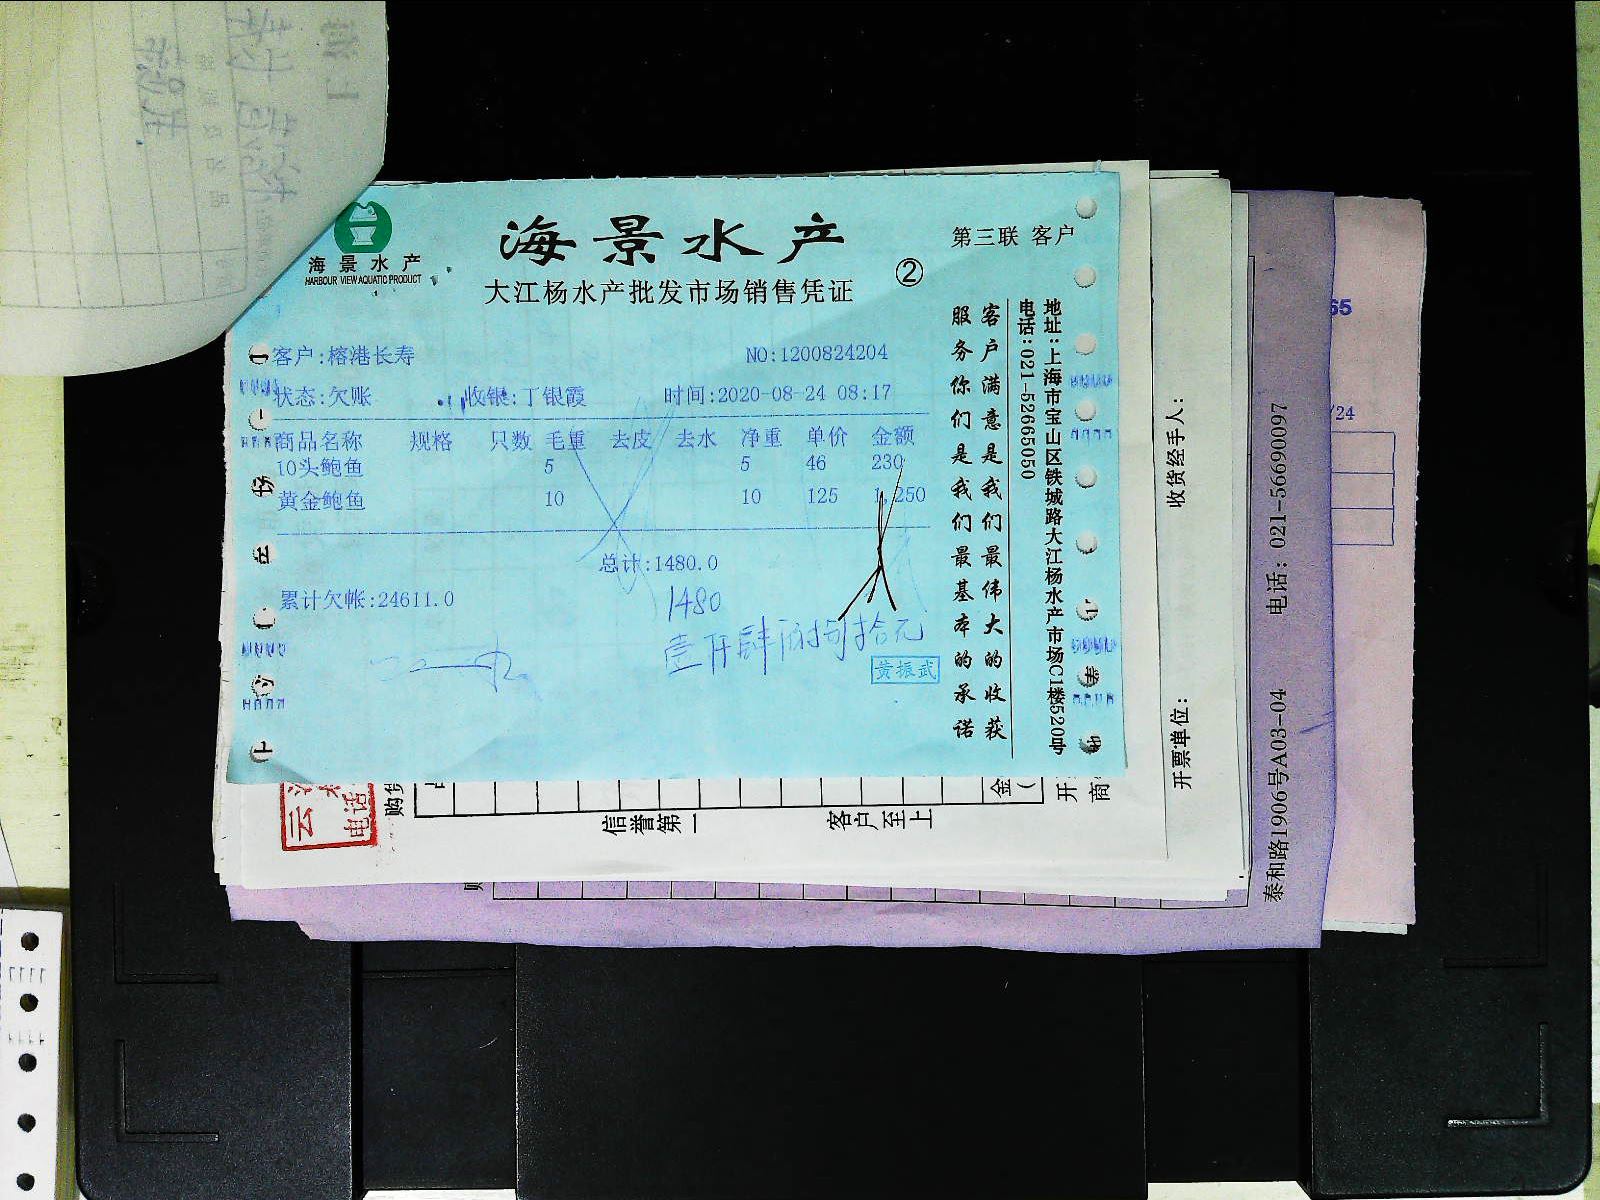 海景水产
HARBOUR VIEW AQUATIC PRODUCT
海景水产
第三联 客户
大江杨水产批发市场销售凭证
②
客户:榕港长寿 NO:1200824204
状态:欠账 收银:丁银霞 时间:2020-08-24 08:17
商品名称 规格 只数 毛重 去皮 去水 净重 单价 金额
10头鲍鱼 5 5 46 230
黄金鲍鱼 10 10 125 1,250
总计:1480.0
累计欠帐:24611.0
1480
壹仟肆佰捌拾元
黄振武
客户满意是我们最伟大的收获
服务你们是我们最基本的承诺
地址:上海市宝山区铁城路大江杨水产市场C1楼520号
电话:021-52665050
收货经手人:
开票单位:
信誉第一 客户至上
泰和路1906号A03-04 电话: 021-56690097
65
/24